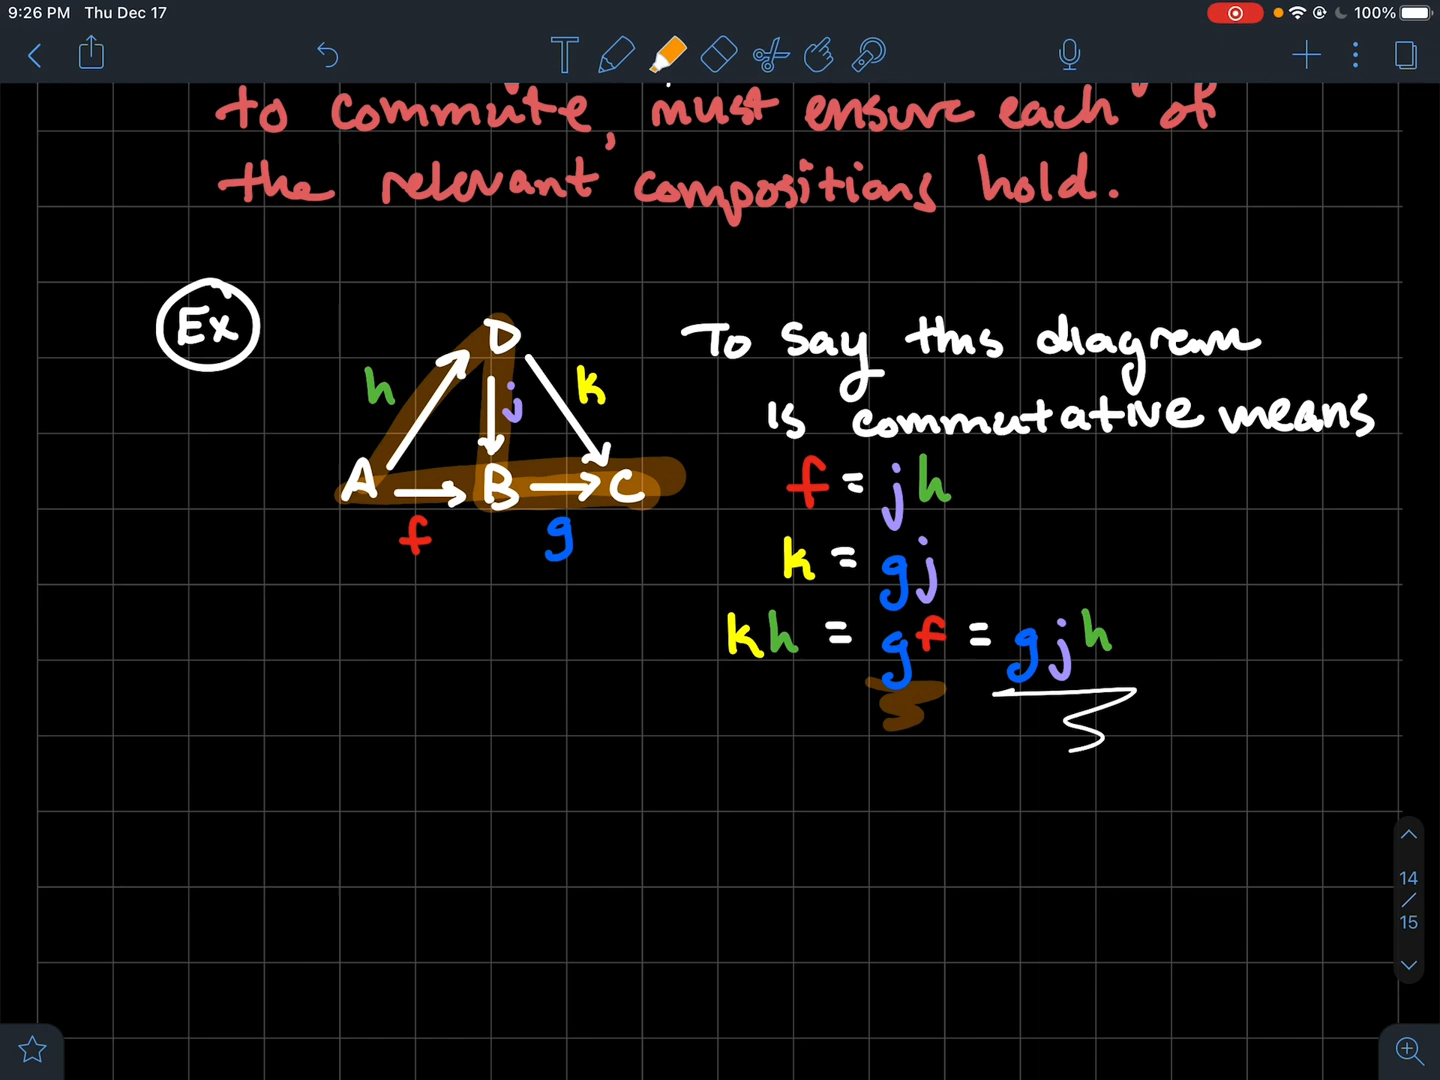 9:26 PM Thu Dec 17
100%
T
to commute, must ensure each of
the relevant compositions hold.
Ex
D
h
j
k
A
B
C
f
g
To say this diagram
is commutative means
f = jh
k = gj
kh = gf = gjh
14
/
15